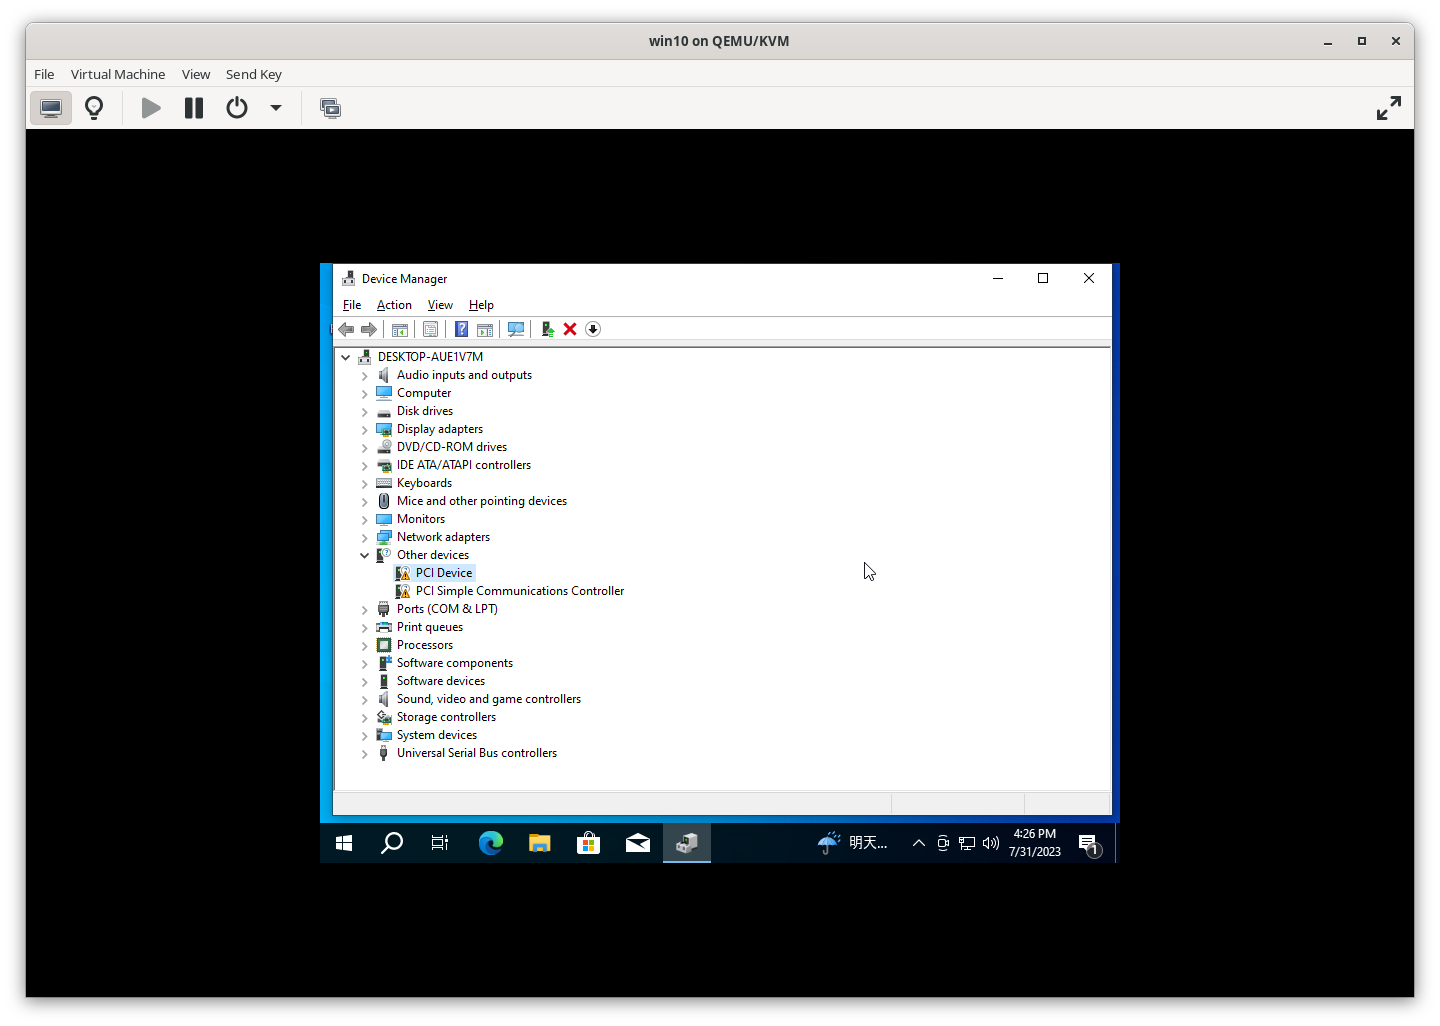 win10 on QEMU/KVM
File Virtual Machine View Send Key
Device Manager
File Action View Help
DESKTOP-AUE1V7M
Audio inputs and outputs
Computer
Disk drives
Display adapters
DVD/CD-ROM drives
IDE ATA/ATAPI controllers
Keyboards
Mice and other pointing devices
Monitors
Network adapters
Other devices
PCI Device
PCI Simple Communications Controller
Ports (COM & LPT)
Print queues
Processors
Software components
Software devices
Sound, video and game controllers
Storage controllers
System devices
Universal Serial Bus controllers
明天...
4:26 PM
7/31/2023
1